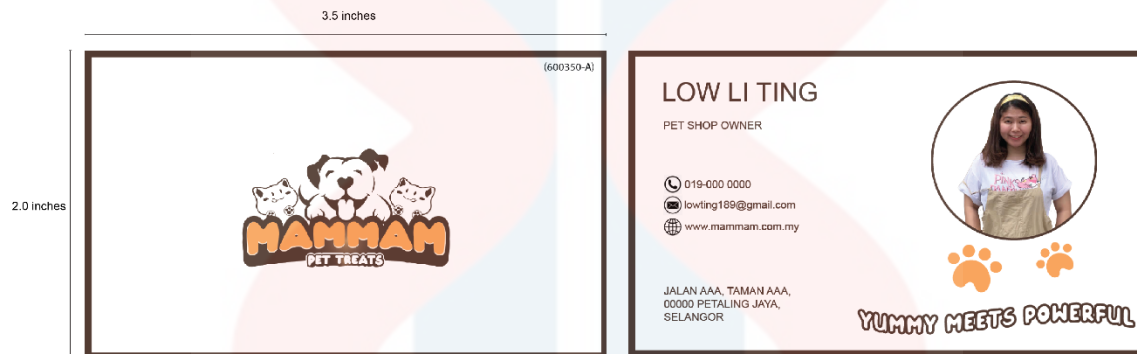 3.5 inches
(600350-A)
2.0 inches
MAMMAM
PET TREATS
LOW LI TING
PET SHOP OWNER
019-000 0000
lowting189@gmail.com
www.mammam.com.my
JALAN AAA, TAMAN AAA,
00000 PETALING JAYA,
SELANGOR
YUMMY MEETS POWERFUL